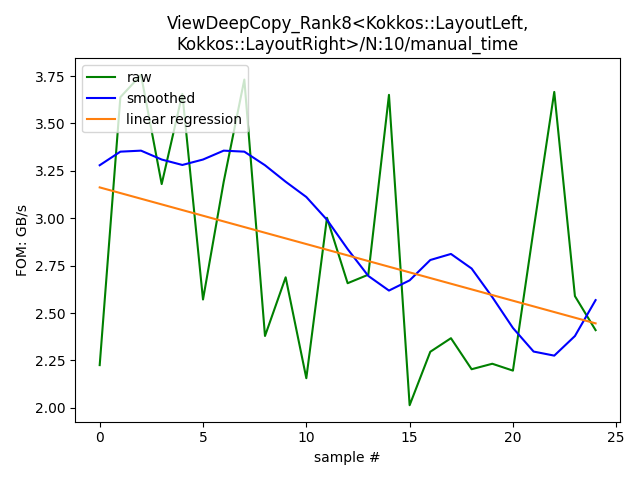 ViewDeepCopy_Rank8<Kokkos::LayoutLeft,
Kokkos::LayoutRight>/N:10/manual_time
raw
smoothed
linear regression
FOM: GB/s
3.75
3.50
3.25
3.00
2.75
2.50
2.25
2.00
0
5
10
15
20
25
sample #